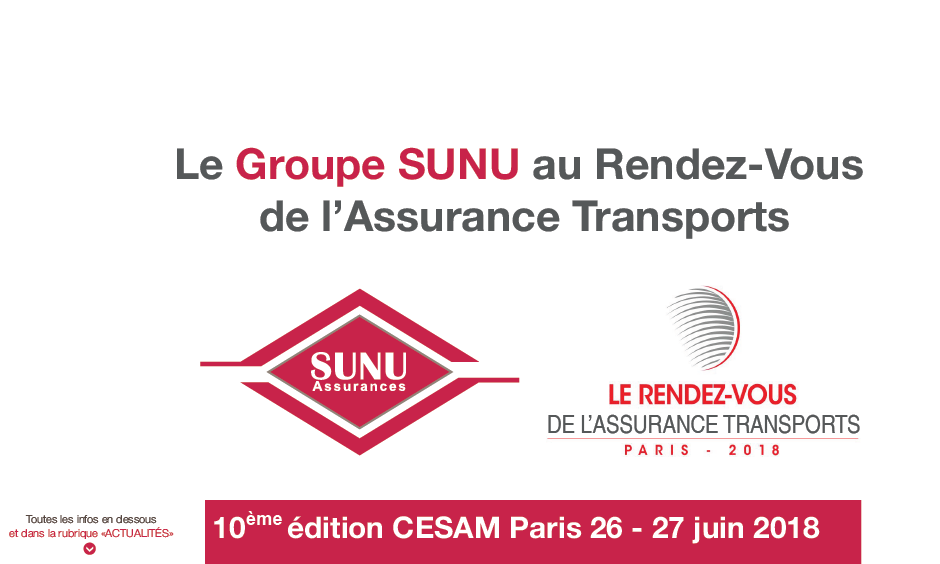 Le Groupe SUNU au Rendez-Vous
de l’Assurance Transports
SUNU
Assurances
LE RENDEZ-VOUS
DE L’ASSURANCE TRANSPORTS
PARIS - 2018
Toutes les infos en dessous
et dans la rubrique «ACTUALITÉS»
10ème édition CESAM Paris 26 - 27 juin 2018